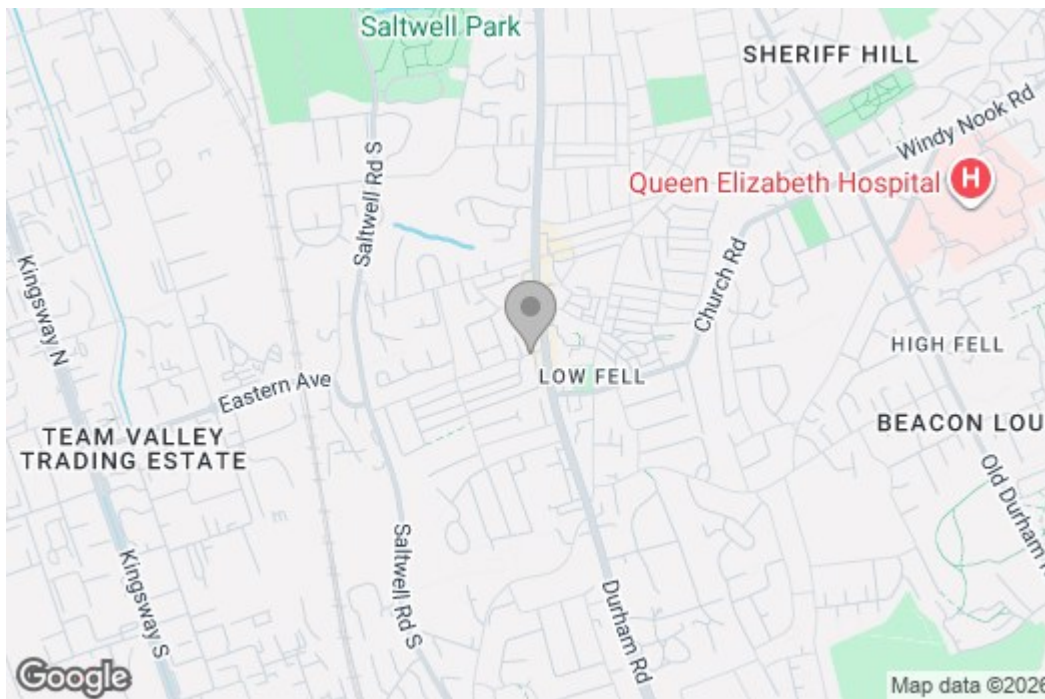 Saltwell Park
SHERIFF HILL
Windy Nook Rd
Queen Elizabeth Hospital
H
Saltwell Rd S
Church Rd
Kingsway N
HIGH FELL
LOW FELL
Eastern Ave
BEACON LOU
TEAM VALLEY
TRADING ESTATE
Old Durham R
Saltwell Rd S
Kingsway S
Durham Rd
Google
Map data ©2026